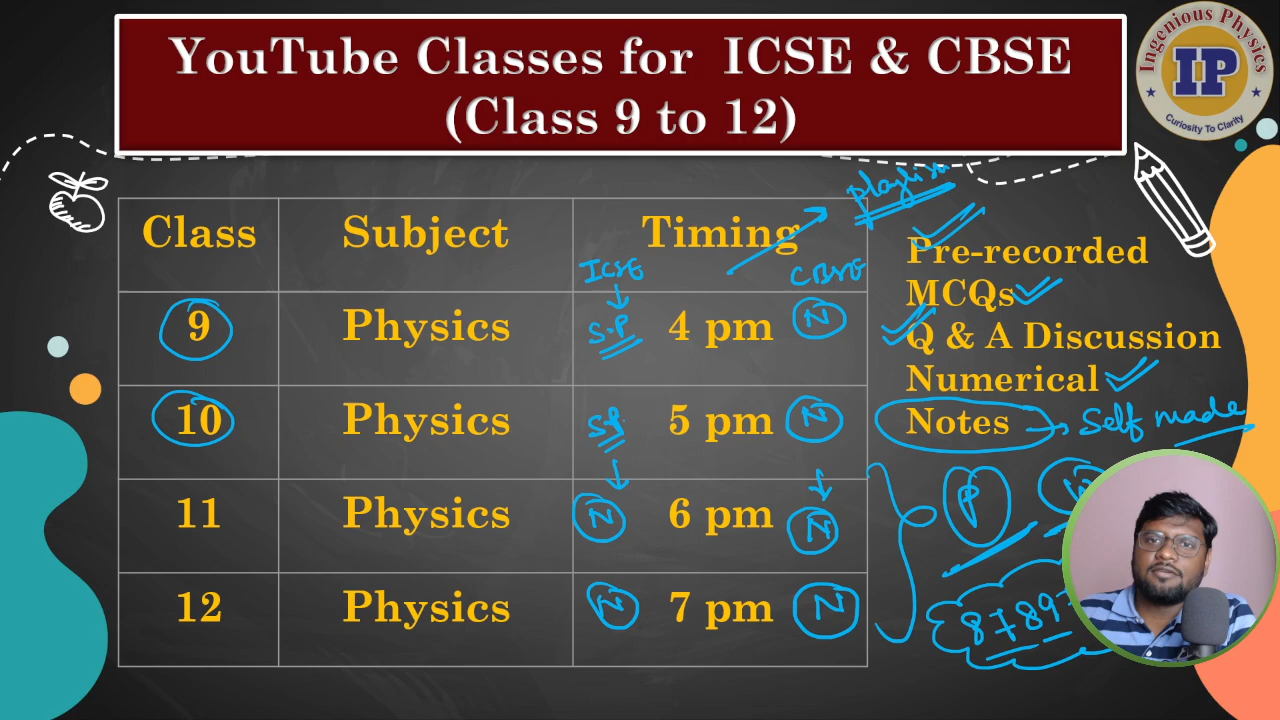 YouTube Classes for ICSE & CBSE
(Class 9 to 12)
Ingenious Physics
IP
Curiosity To Clarity
Class Subject Timing
ICSE CBSE
9 Physics S.P 4 pm N
10 Physics S.P. 5 pm N
11 Physics N 6 pm N
12 Physics N 7 pm N
Pre-recorded
MCQs
Q & A Discussion
Numerical
Notes → Self made
P